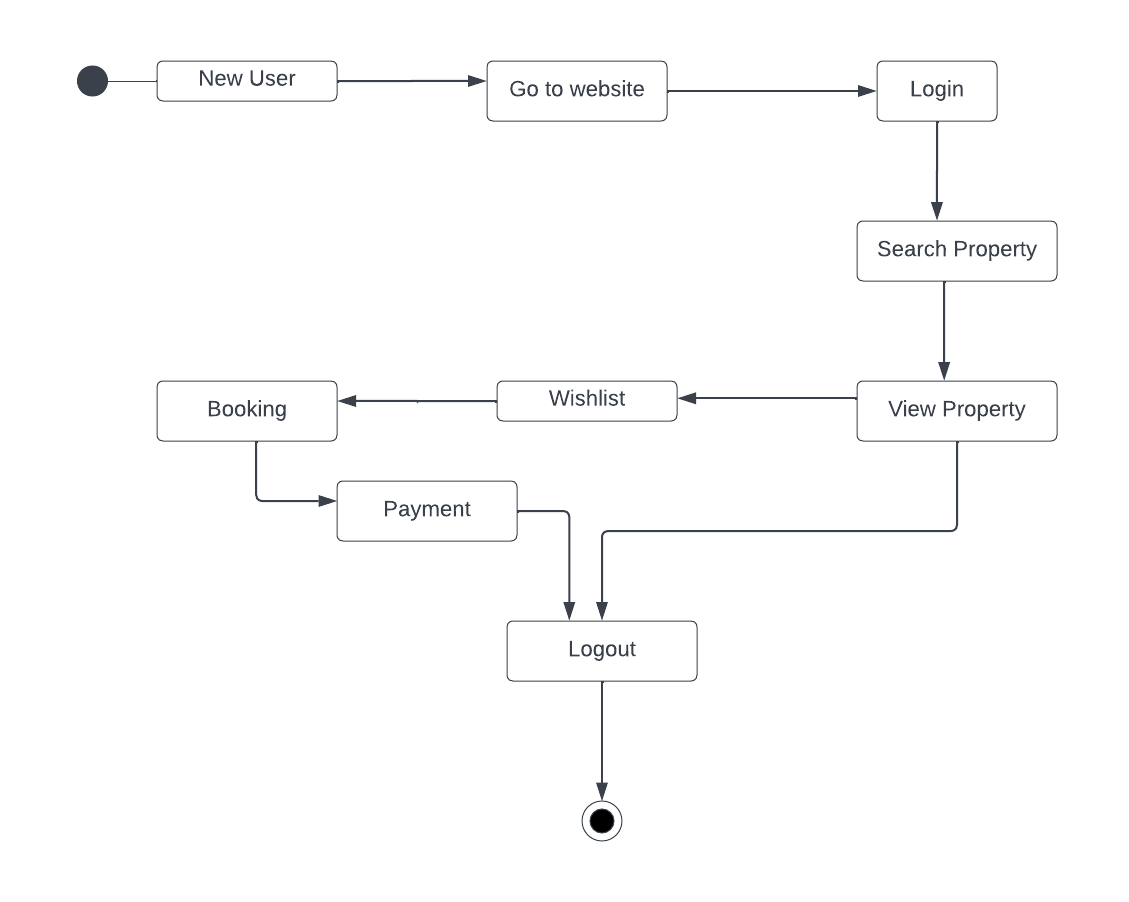 New User
Go to website
Login
Search Property
Booking
Wishlist
View Property
Payment
Logout